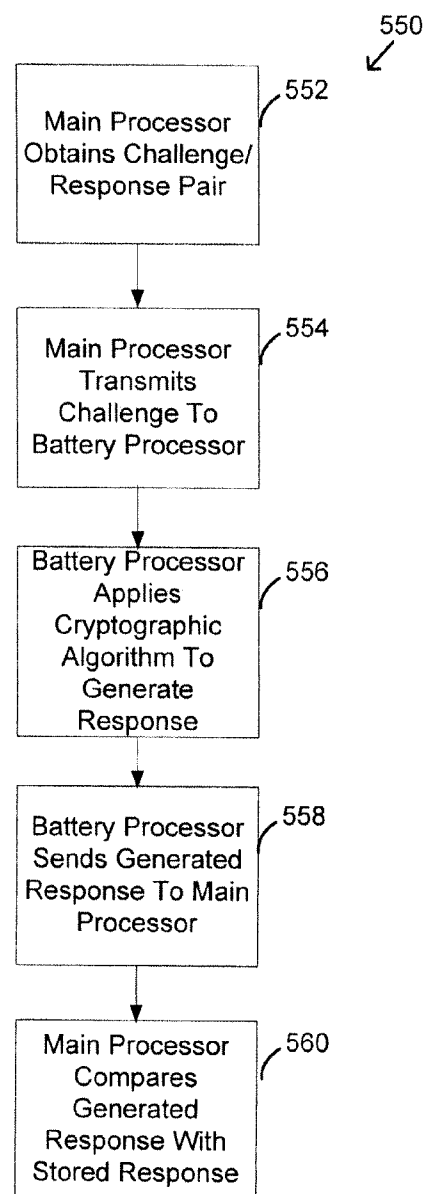 550
552
Main Processor
Obtains Challenge/
Response Pair
554
Main Processor
Transmits
Challenge To
Battery Processor
556
Battery Processor
Applies
Cryptographic
Algorithm To
Generate
Response
558
Battery Processor
Sends Generated
Response To Main
Processor
560
Main Processor
Compares
Generated
Response With
Stored Response